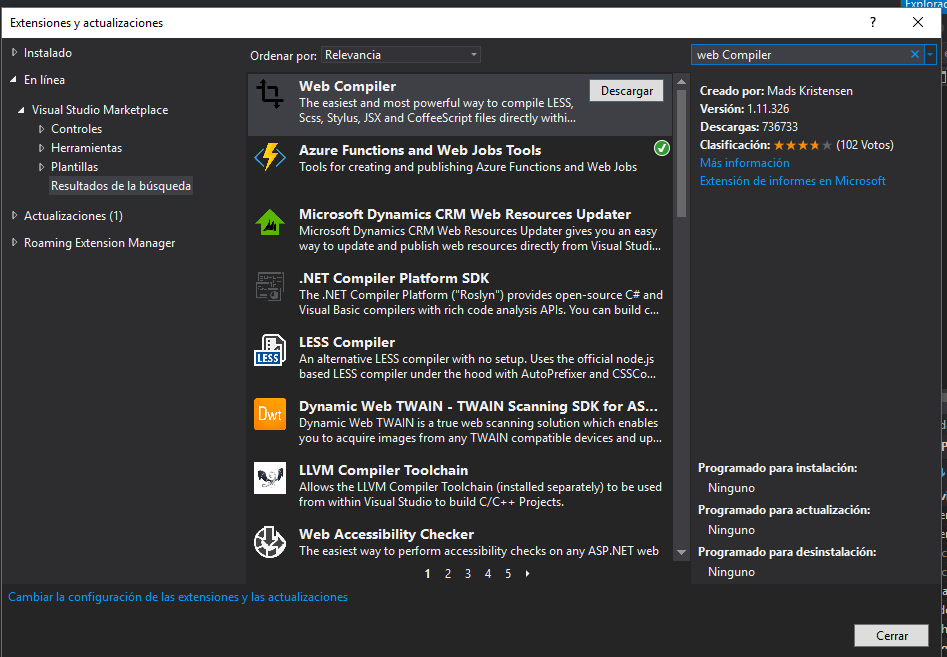 Explorac
Extensiones y actualizaciones
?
Instalado
En línea
Visual Studio Marketplace
Controles
Herramientas
Plantillas
Resultados de la búsqueda
Actualizaciones (1)
Roaming Extension Manager
Ordenar por: Relevancia
Web Compiler
The easiest and most powerful way to compile LESS,
Scss, Stylus, JSX and CoffeeScript files directly withi...
Descargar
Azure Functions and Web Jobs Tools
Tools for creating and publishing Azure Functions and Web Jobs
Microsoft Dynamics CRM Web Resources Updater
Microsoft Dynamics CRM Web Resources Updater gives you an easy
way to update and publish web resources directly from Visual Studi...
.NET Compiler Platform SDK
The .NET Compiler Platform ("Roslyn") provides open-source C# and
Visual Basic compilers with rich code analysis APIs. You can build c...
LESS
LESS Compiler
An alternative LESS compiler with no setup. Uses the official node.js
based LESS compiler under the hood with AutoPrefixer and CSSCo...
Dwt
Dynamic Web TWAIN - TWAIN Scanning SDK for AS...
Dynamic Web TWAIN is a true web scanning solution which enables
you to acquire images from any TWAIN compatible devices and up...
LLVM Compiler Toolchain
Allows the LLVM Compiler Toolchain (installed separately) to be used
from within Visual Studio to build C/C++ Projects.
Web Accessibility Checker
The easiest way to perform accessibility checks on any ASP.NET web
1 2 3 4 5
web Compiler
Creado por: Mads Kristensen
Versión: 1.11.326
Descargas: 736733
Clasificación: (102 Votos)
Más información
Extensión de informes en Microsoft
Programado para instalación:
Ninguno
Programado para actualización:
Ninguno
Programado para desinstalación:
Ninguno
Cambiar la configuración de las extensiones y las actualizaciones
Cerrar